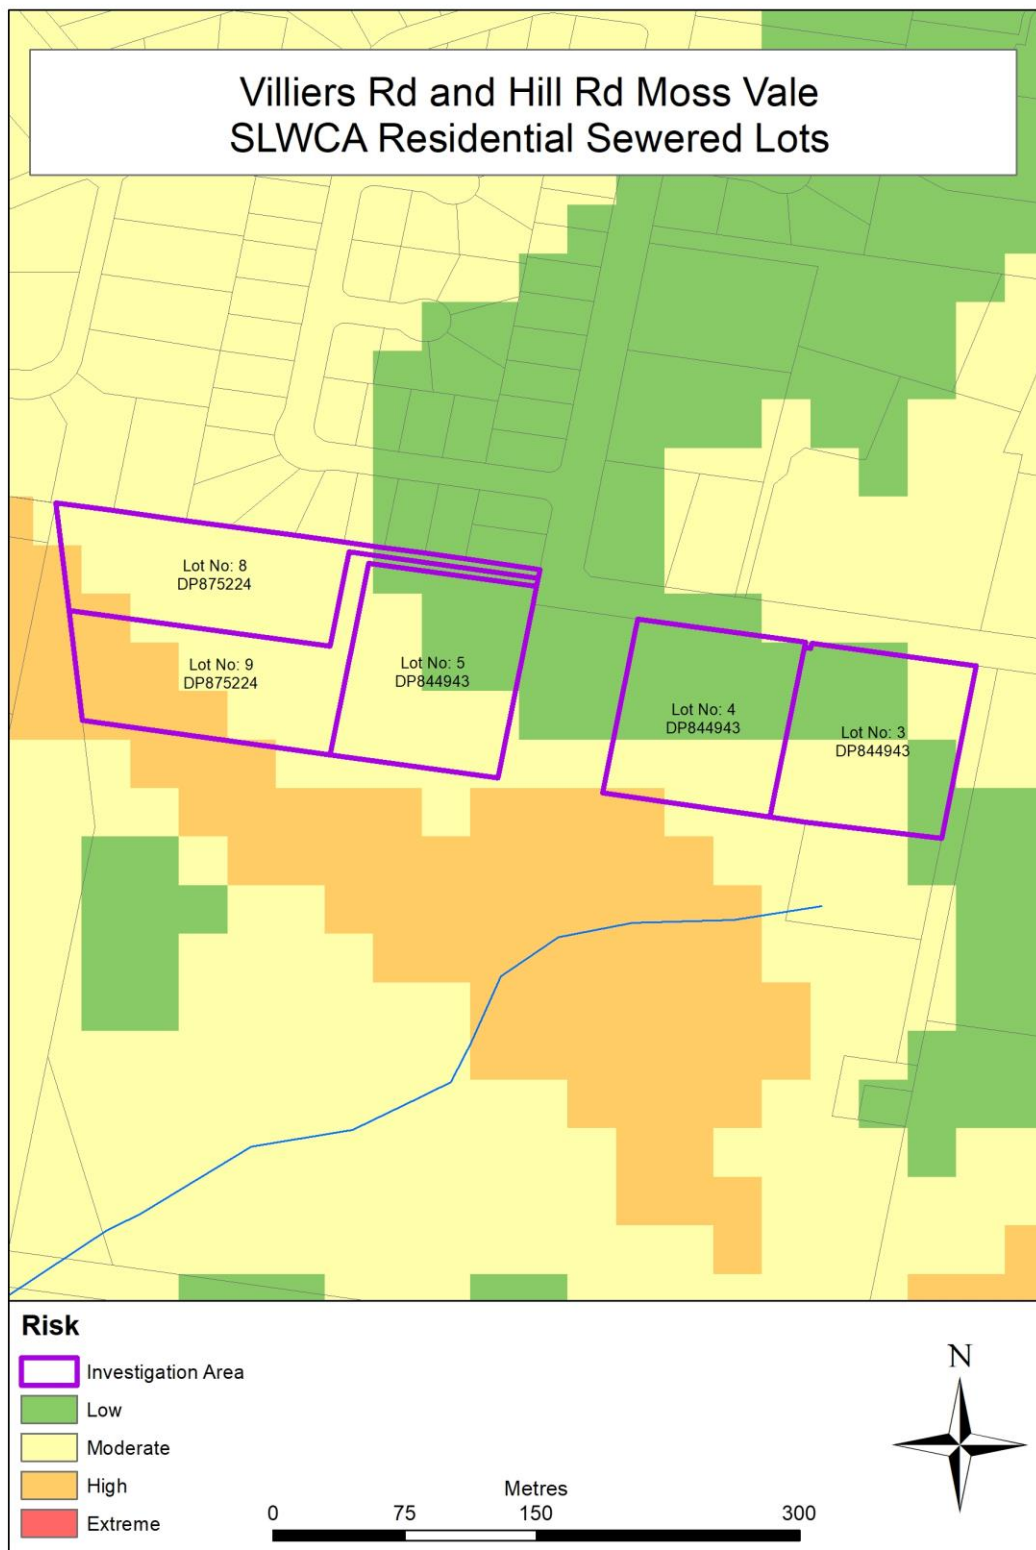 Villiers Rd and Hill Rd Moss Vale
SLWCA Residential Sewered Lots
Lot No: 8
DP875224
Lot No: 9
DP875224
Lot No: 5
DP844943
Lot No: 4
DP844943
Lot No: 3
DP844943
Risk
Investigation Area
Low
Moderate
High
Extreme
Metres
0 75 150 300
N